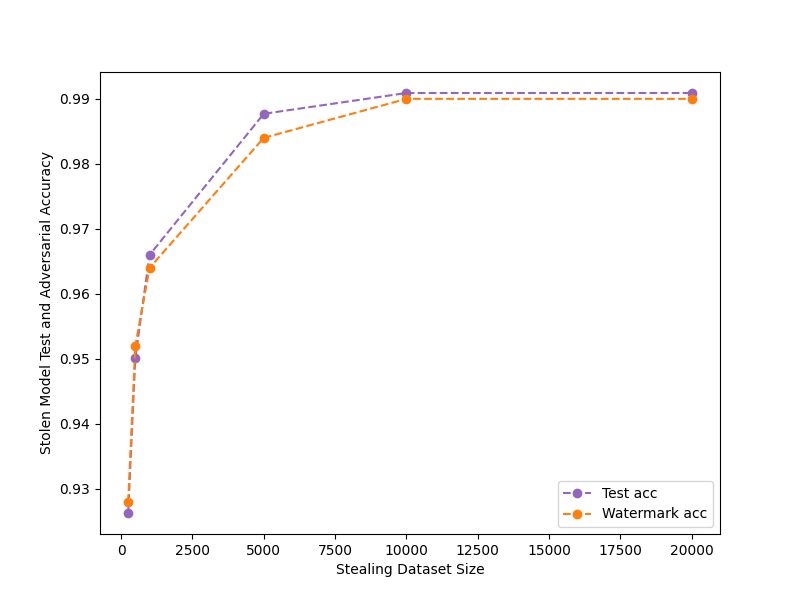 0.99
0.98
0.97
0.96
0.95
0.94
0.93
Stolen Model Test and Adversarial Accuracy
Test acc
Watermark acc
0 2500 5000 7500 10000 12500 15000 17500 20000
Stealing Dataset Size